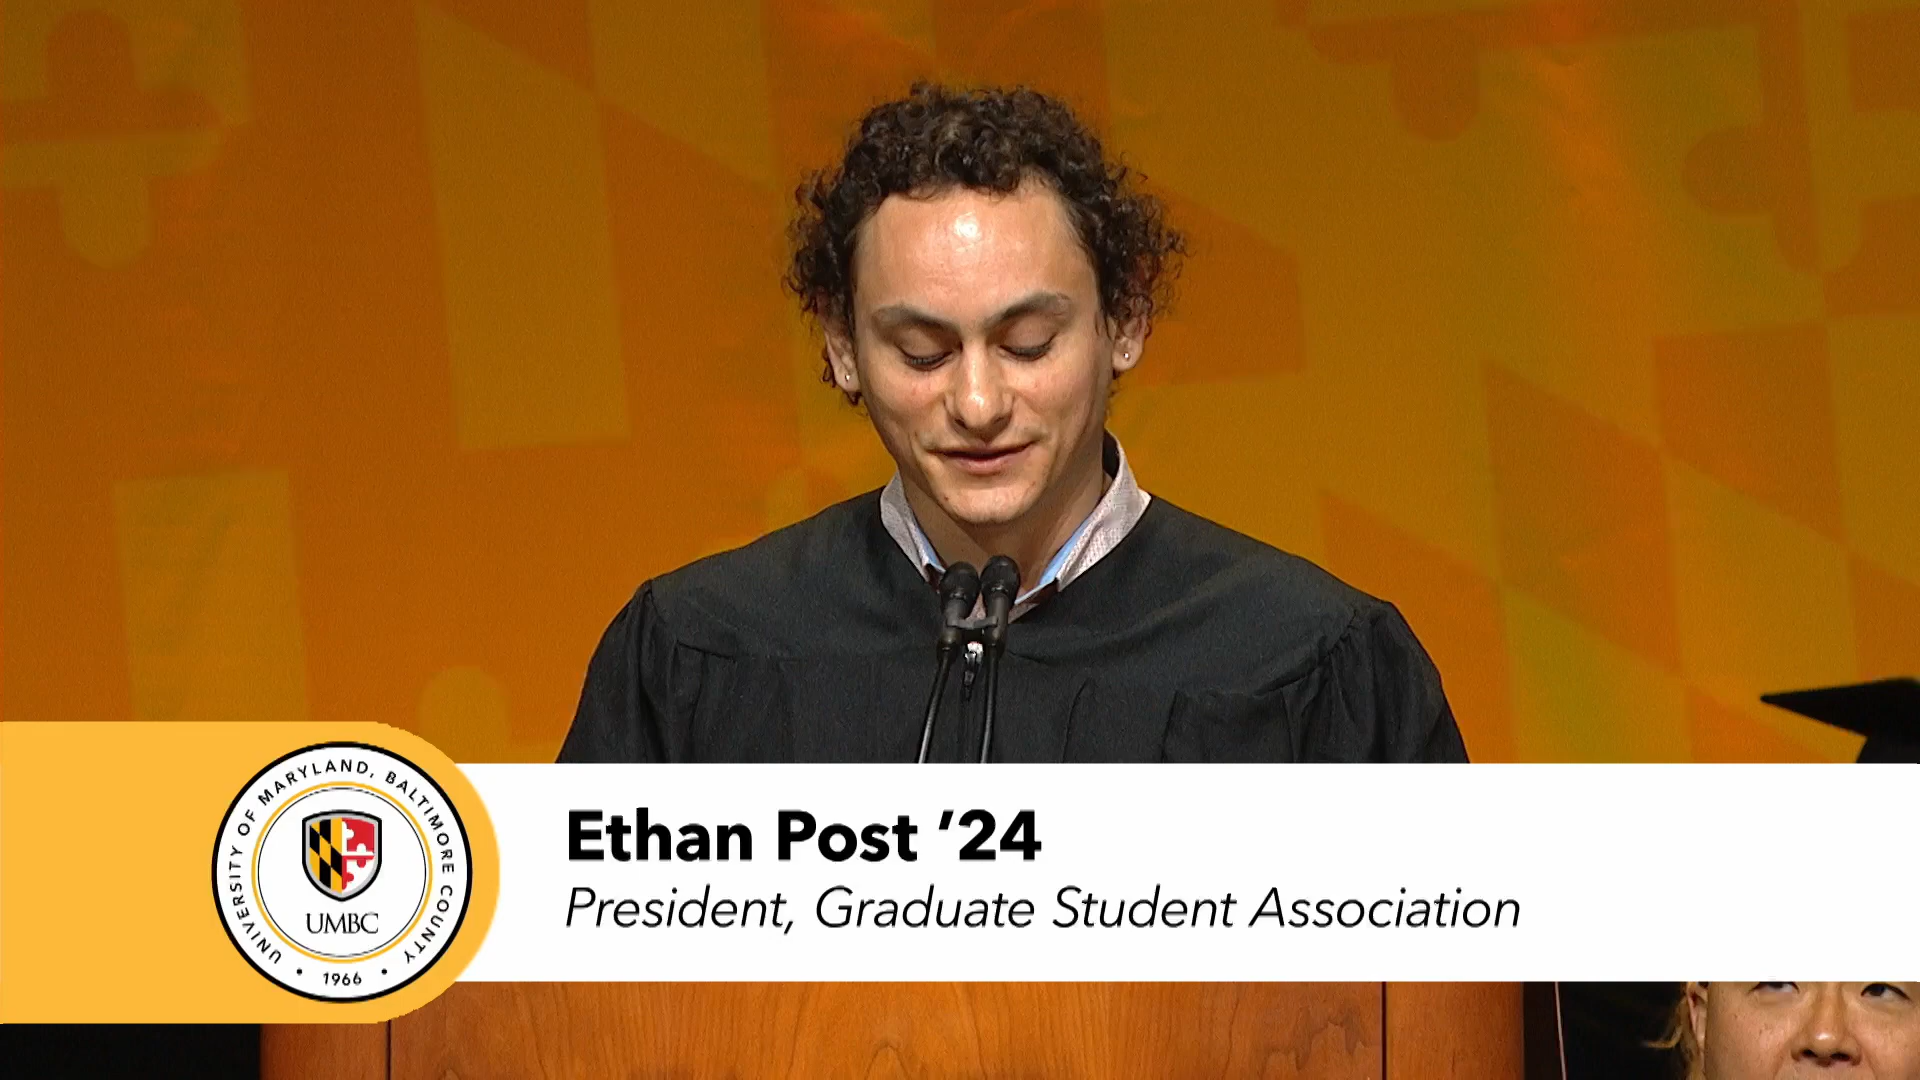 Ethan Post ’24
President, Graduate Student Association
UNIVERSITY OF MARYLAND, BALTIMORE COUNTY
UMBC
• 1966 •